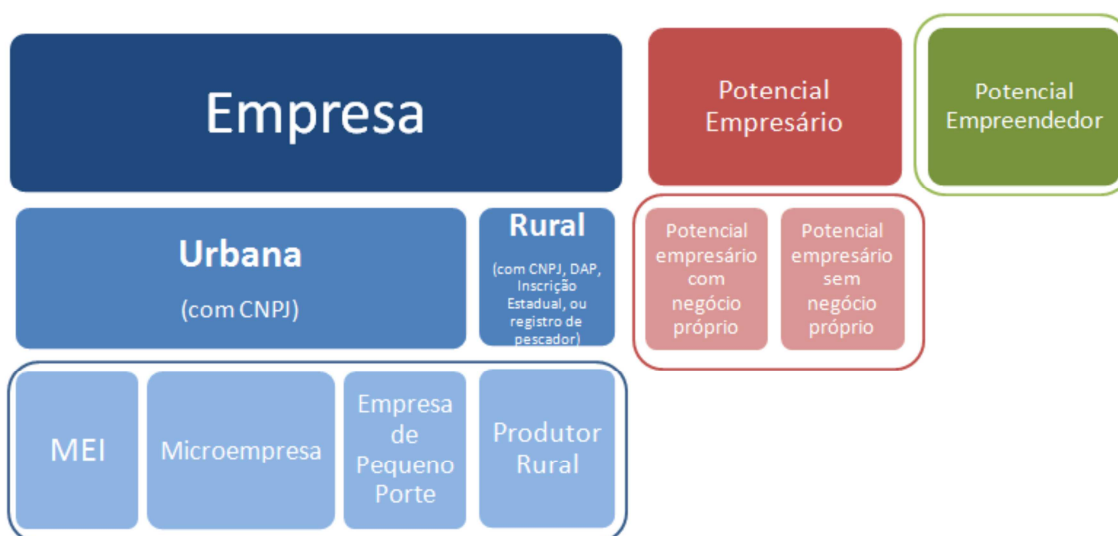 Empresa
Potencial
Empresário
Potencial
Empreendedor
Urbana
(com CNPJ)
Rural
(com CNPJ, DAP,
Inscrição
Estadual, ou
registro de
pescador)
Potencial
empresário
com
negócio
próprio
Potencial
empresário
sem
negócio
próprio
MEI
Microempresa
Empresa
de
Pequeno
Porte
Produtor
Rural